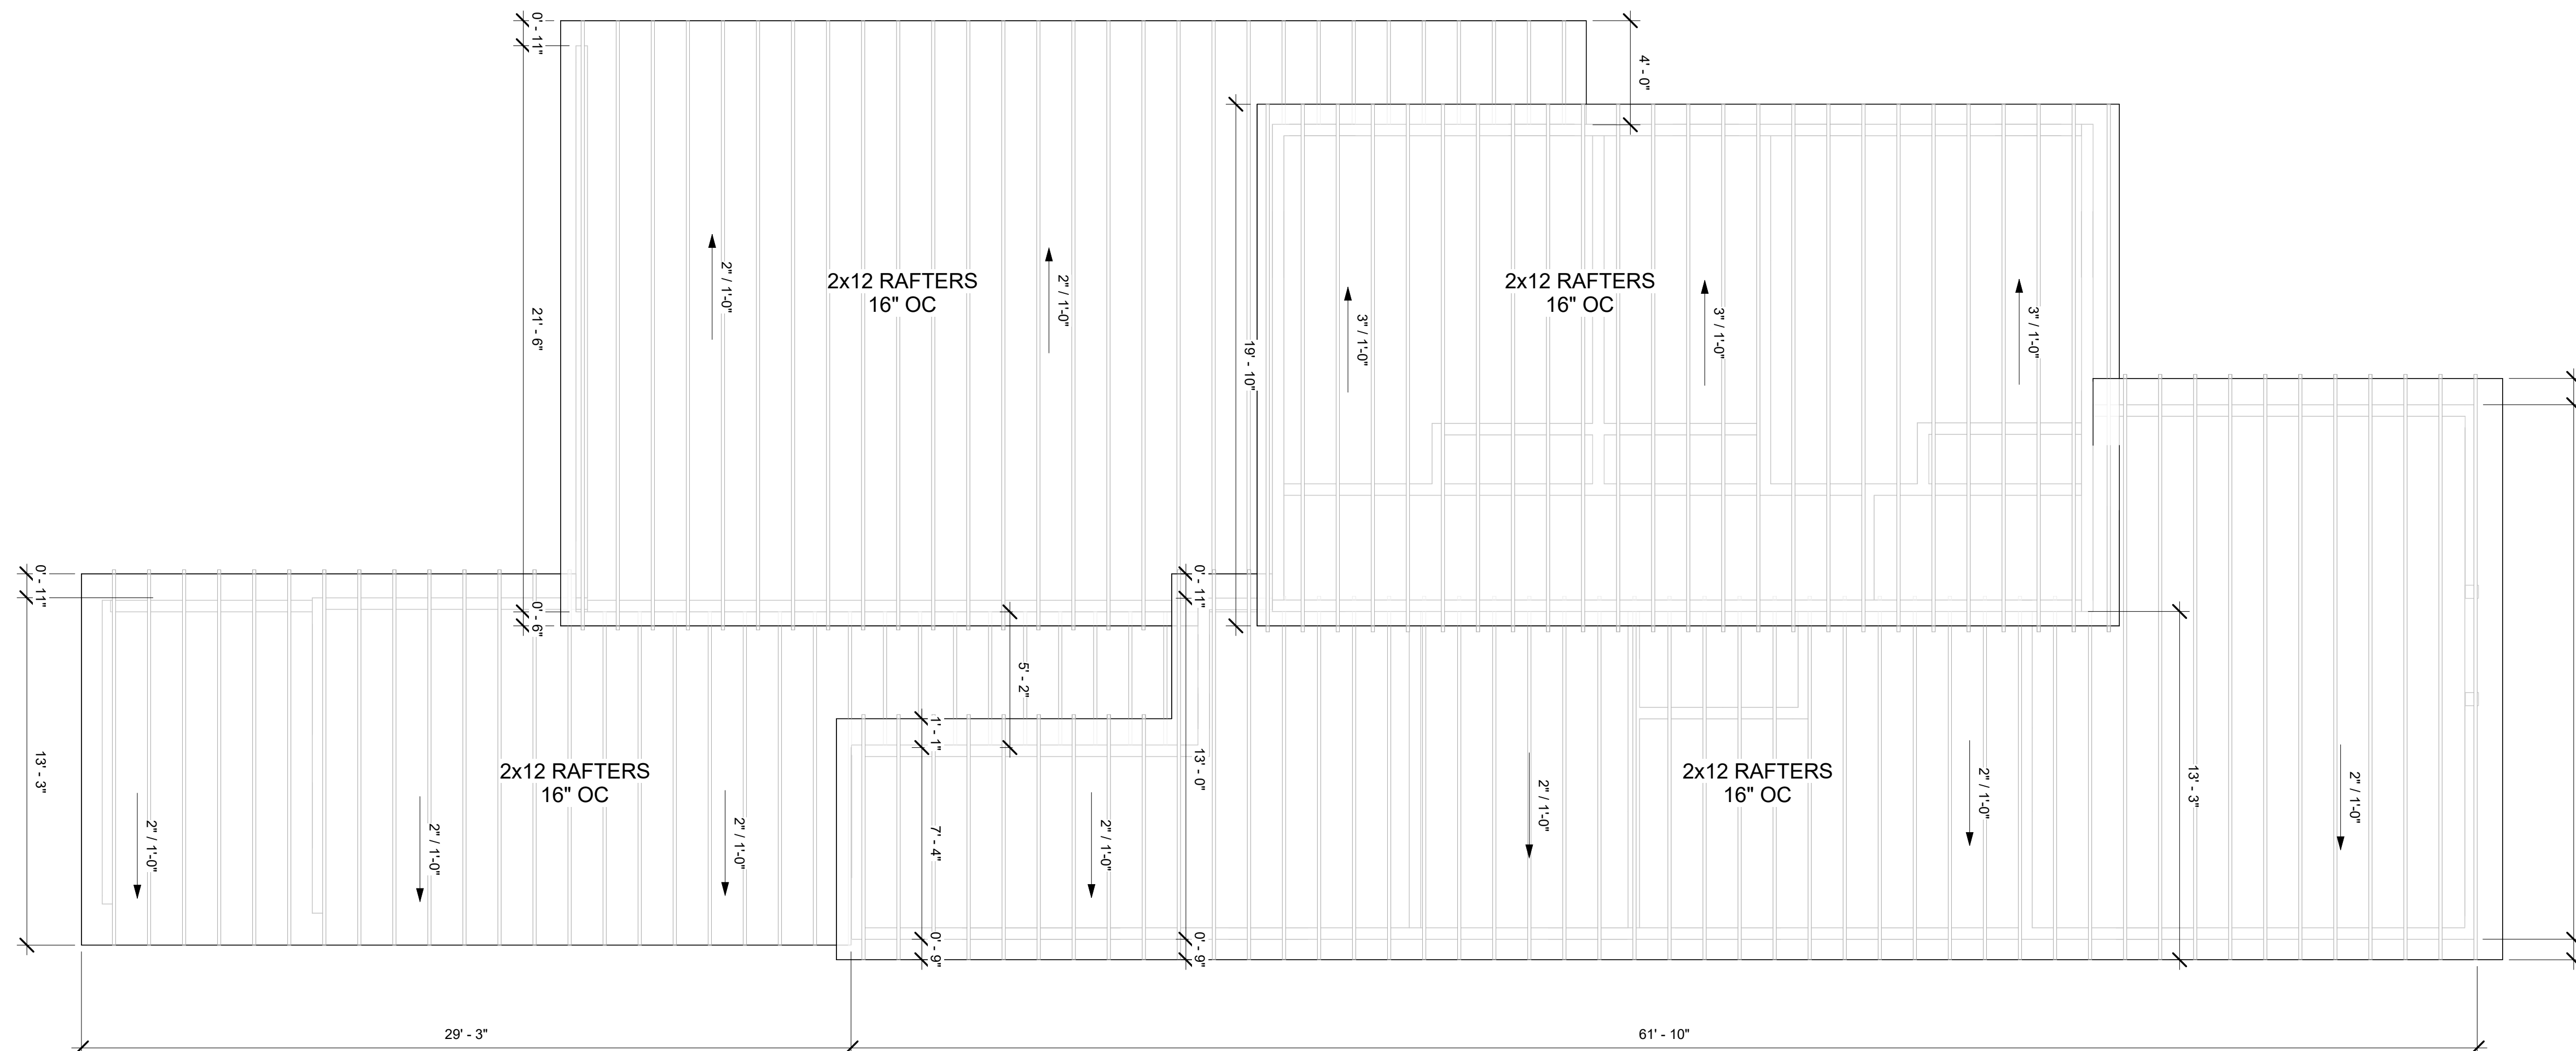 0' - 11"
4' - 0"
2" / 1'-0"
2" / 1'-0"
2x12 RAFTERS
16" OC
2x12 RAFTERS
16" OC
3" / 1'-0"
3" / 1'-0"
3" / 1'-0"
21' - 6"
19' - 10"
0' - 11"
0' - 11"
0' - 6"
5' - 2"
1' - 1"
13' - 3"
2x12 RAFTERS
16" OC
13' - 0"
2x12 RAFTERS
16" OC
13' - 3"
2" / 1'-0"
2" / 1'-0"
2" / 1'-0"
7' - 4"
2" / 1'-0"
2" / 1'-0"
2" / 1'-0"
2" / 1'-0"
0' - 9"
0' - 9"
29' - 3"
61' - 10"